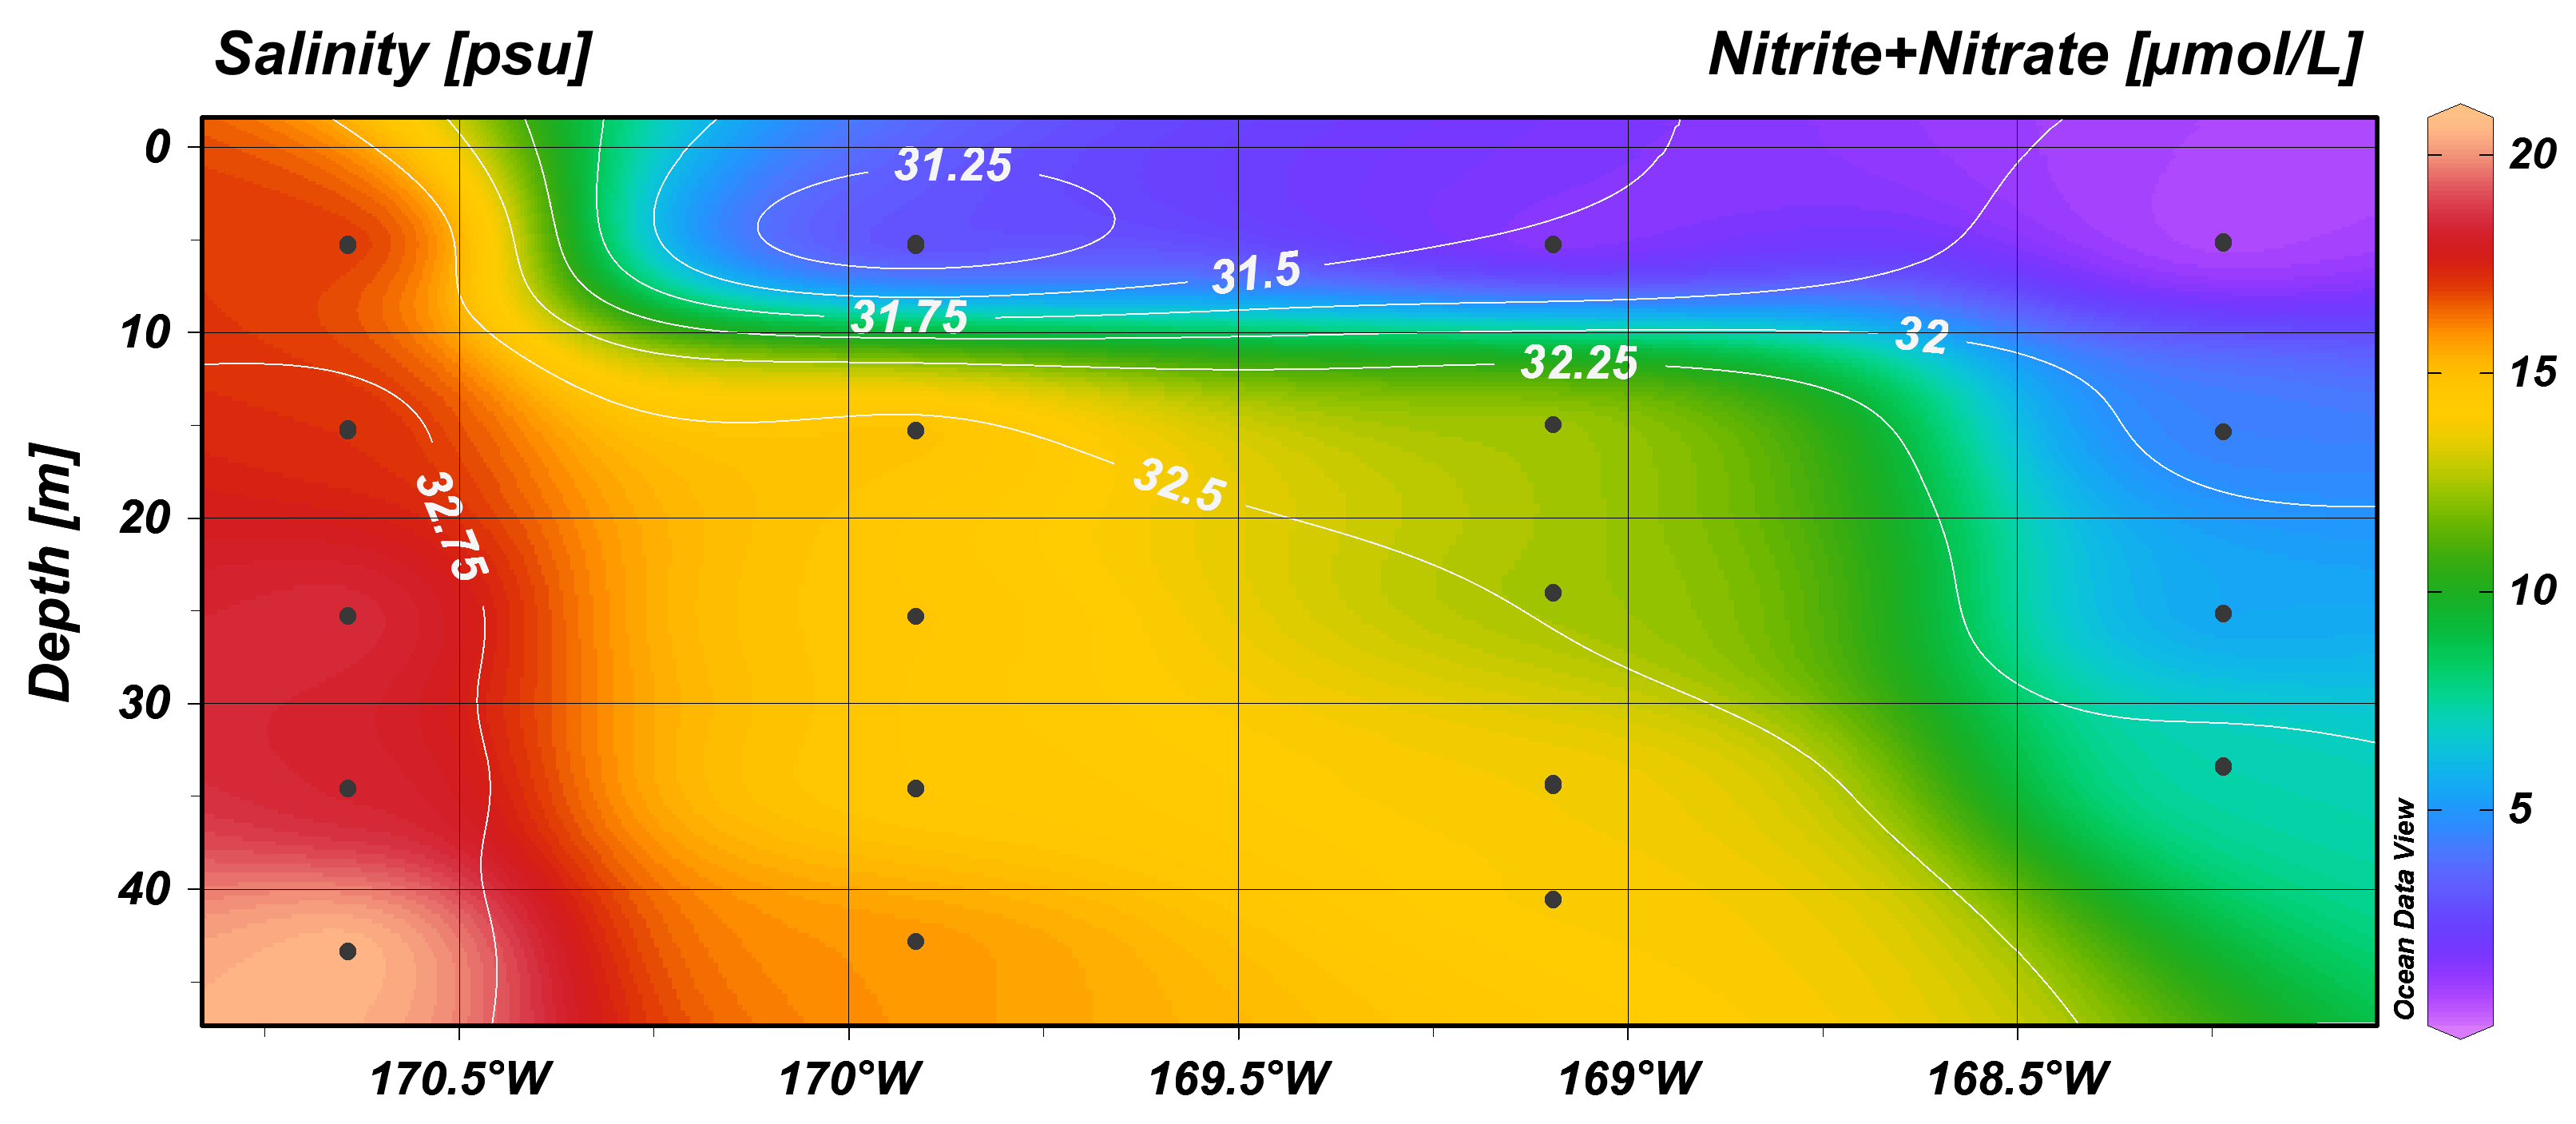 Salinity [psu]
Nitrite+Nitrate [µmol/L]
0
10
20
30
40
Depth [m]
31.25
31.5
31.75
32
32.25
32.5
32.75
170.5°W
170°W
169.5°W
169°W
168.5°W
20
15
10
5
Ocean Data View